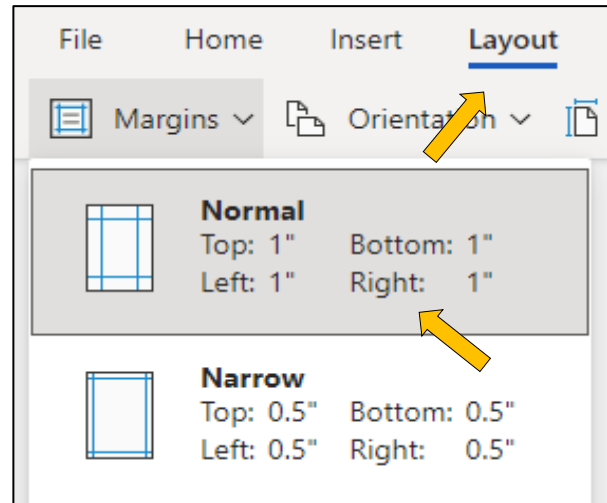 File Home Insert Layout
Margins Orientation
Normal
Top: 1" Bottom: 1"
Left: 1" Right: 1"
Narrow
Top: 0.5" Bottom: 0.5"
Left: 0.5" Right: 0.5"